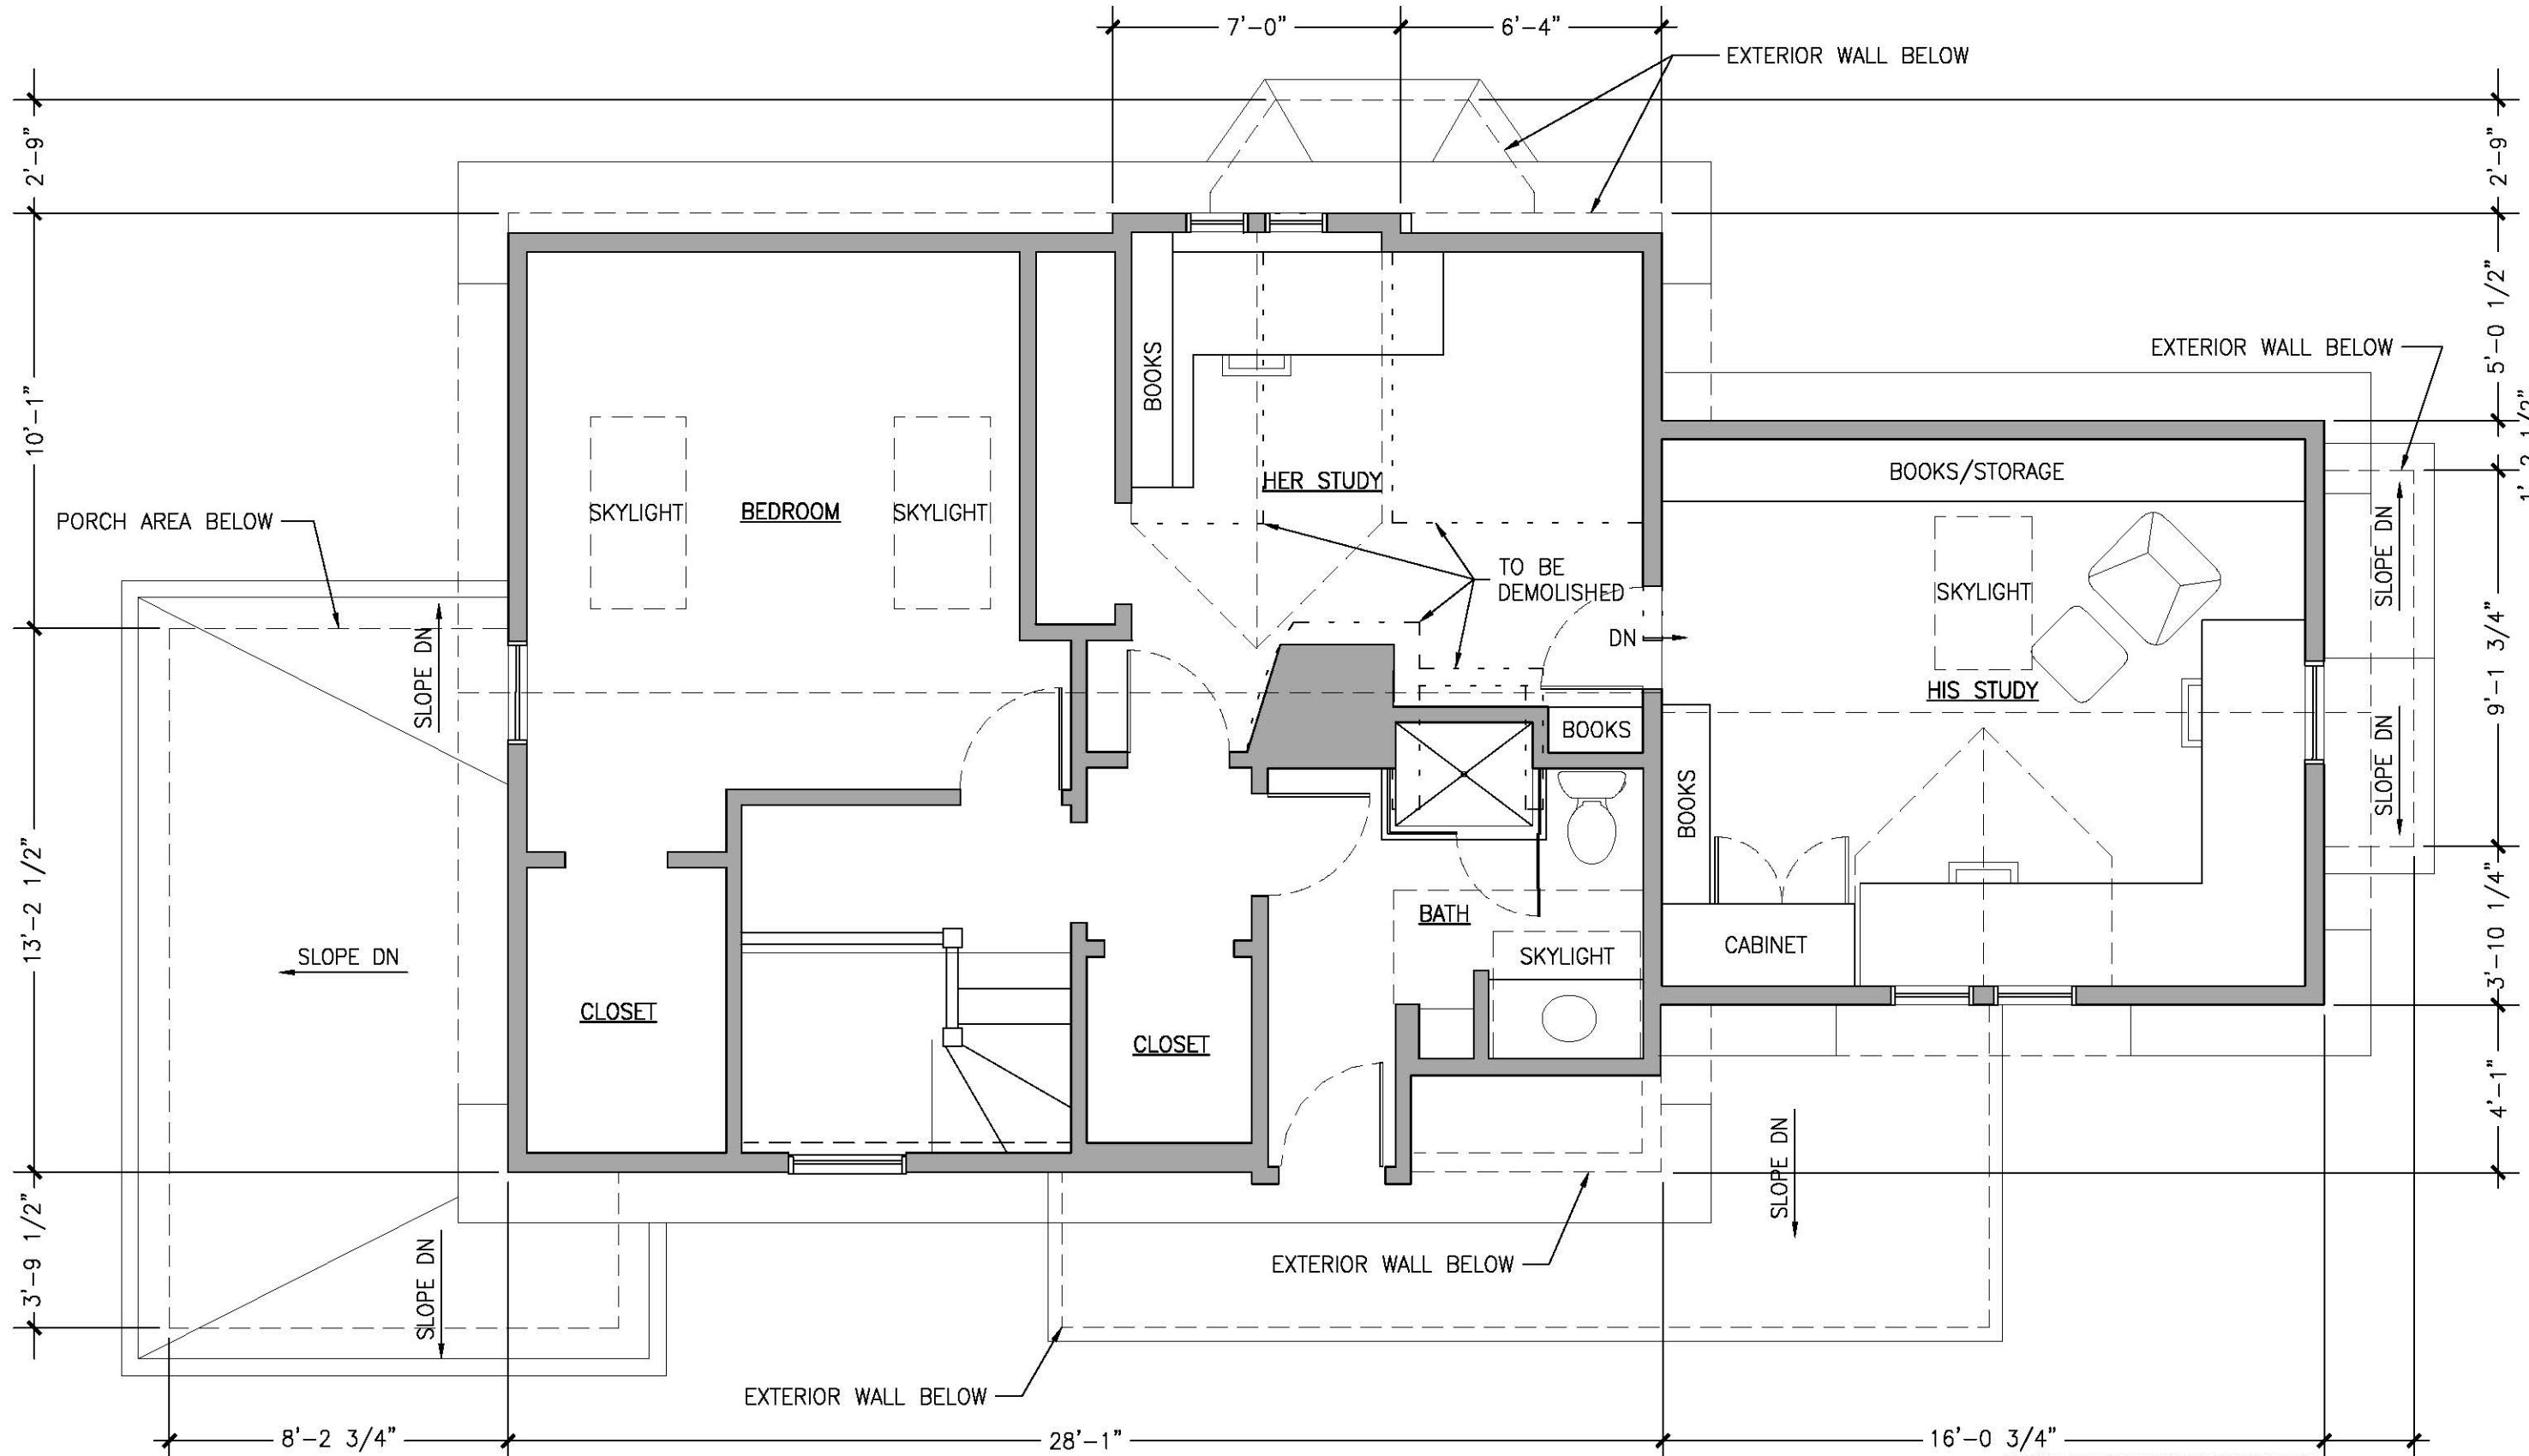 7'-0"
6'-4"
EXTERIOR WALL BELOW
2'-9"
2'-9"
10'-1"
5'-0 1/2"
EXTERIOR WALL BELOW
1'-2 1/2"
BOOKS
HER STUDY
BOOKS/STORAGE
SKYLIGHT
BEDROOM
SKYLIGHT
PORCH AREA BELOW
SLOPE DN
TO BE
DEMOLISHED
SKYLIGHT
SLOPE DN
DN
HIS STUDY
9'-1 3/4"
BOOKS
SLOPE DN
BOOKS
13'-2 1/2"
BATH
SLOPE DN
SKYLIGHT
CABINET
3'-10 1/4"
CLOSET
CLOSET
4'-1"
SLOPE DN
3'-9 1/2"
SLOPE DN
EXTERIOR WALL BELOW
EXTERIOR WALL BELOW
8'-2 3/4"
28'-1"
16'-0 3/4"